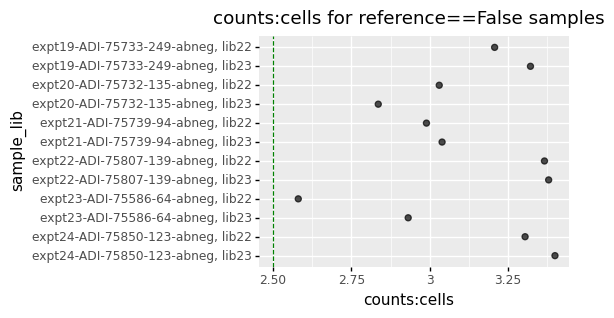 counts:cells for reference==False samples
expt19-ADI-75733-249-abneg, lib22
expt19-ADI-75733-249-abneg, lib23
expt20-ADI-75732-135-abneg, lib22
expt20-ADI-75732-135-abneg, lib23
expt21-ADI-75739-94-abneg, lib22
expt21-ADI-75739-94-abneg, lib23
expt22-ADI-75807-139-abneg, lib22
expt22-ADI-75807-139-abneg, lib23
expt23-ADI-75586-64-abneg, lib22
expt23-ADI-75586-64-abneg, lib23
expt24-ADI-75850-123-abneg, lib22
expt24-ADI-75850-123-abneg, lib23
sample_lib
2.50 2.75 3 3.25
counts:cells